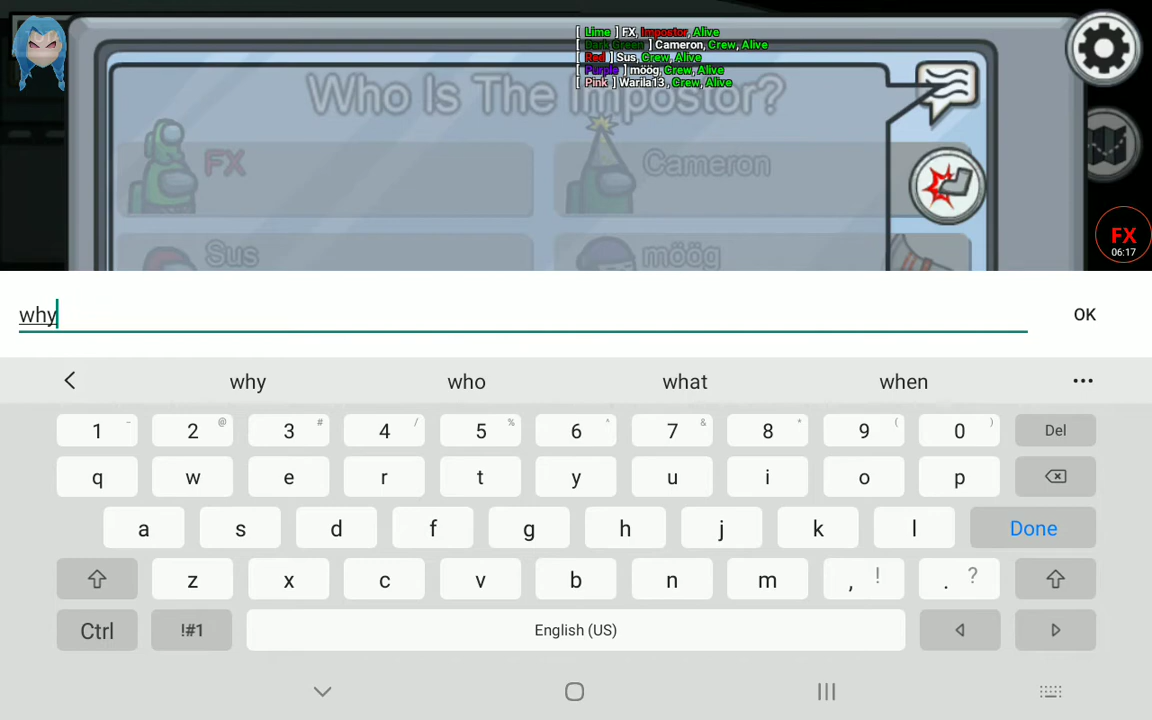 [ Lime ] FX, Impostor, Alive
[ Dark Green ] Cameron, Crew, Alive
[ Red ] Sus, Crew, Alive
[ Purple ] möög, Crew, Alive
[ Pink ] Warila13 , Crew, Alive
Who Is The Impostor?
FX
Cameron
Sus
möög
FX
06:17
why
OK
why who what when
1 - 2 @ 3 # 4 / 5 % 6 ^ 7 & 8 * 9 ( 0 ) Del
q w e r t y u i o p
a s d f g h j k l Done
z x c v b n m , ! . ?
Ctrl !#1 English (US)